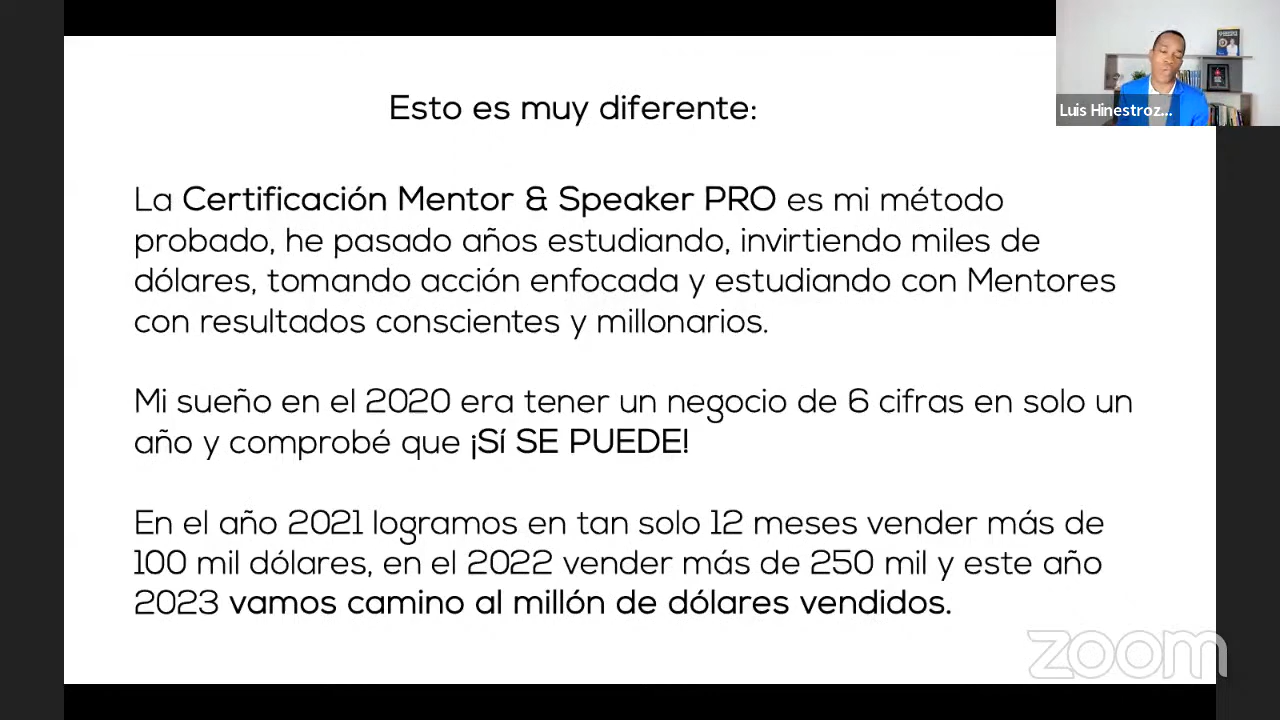 Esto es muy diferente:
Luis Hinestroz...
La Certificación Mentor & Speaker PRO es mi método
probado, he pasado años estudiando, invirtiendo miles de
dólares, tomando acción enfocada y estudiando con Mentores
con resultados conscientes y millonarios.
Mi sueño en el 2020 era tener un negocio de 6 cifras en solo un
año y comprobé que ¡Sí SE PUEDE!
En el año 2021 logramos en tan solo 12 meses vender más de
100 mil dólares, en el 2022 vender más de 250 mil y este año
2023 vamos camino al millón de dólares vendidos.
zoom